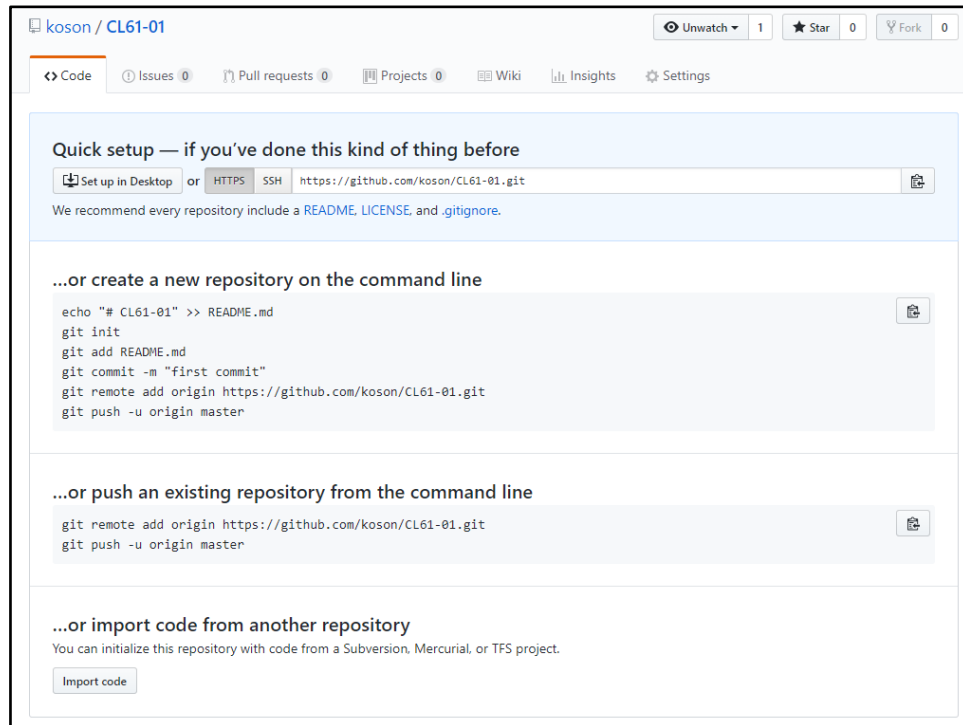 koson / CL61-01
Unwatch 1 Star 0 Fork 0
Code Issues 0 Pull requests 0 Projects 0 Wiki Insights Settings
Quick setup — if you've done this kind of thing before
Set up in Desktop or HTTPS SSH https://github.com/koson/CL61-01.git
We recommend every repository include a README, LICENSE, and .gitignore.
...or create a new repository on the command line
echo "# CL61-01" >> README.md
git init
git add README.md
git commit -m "first commit"
git remote add origin https://github.com/koson/CL61-01.git
git push -u origin master
...or push an existing repository from the command line
git remote add origin https://github.com/koson/CL61-01.git
git push -u origin master
...or import code from another repository
You can initialize this repository with code from a Subversion, Mercurial, or TFS project.
Import code